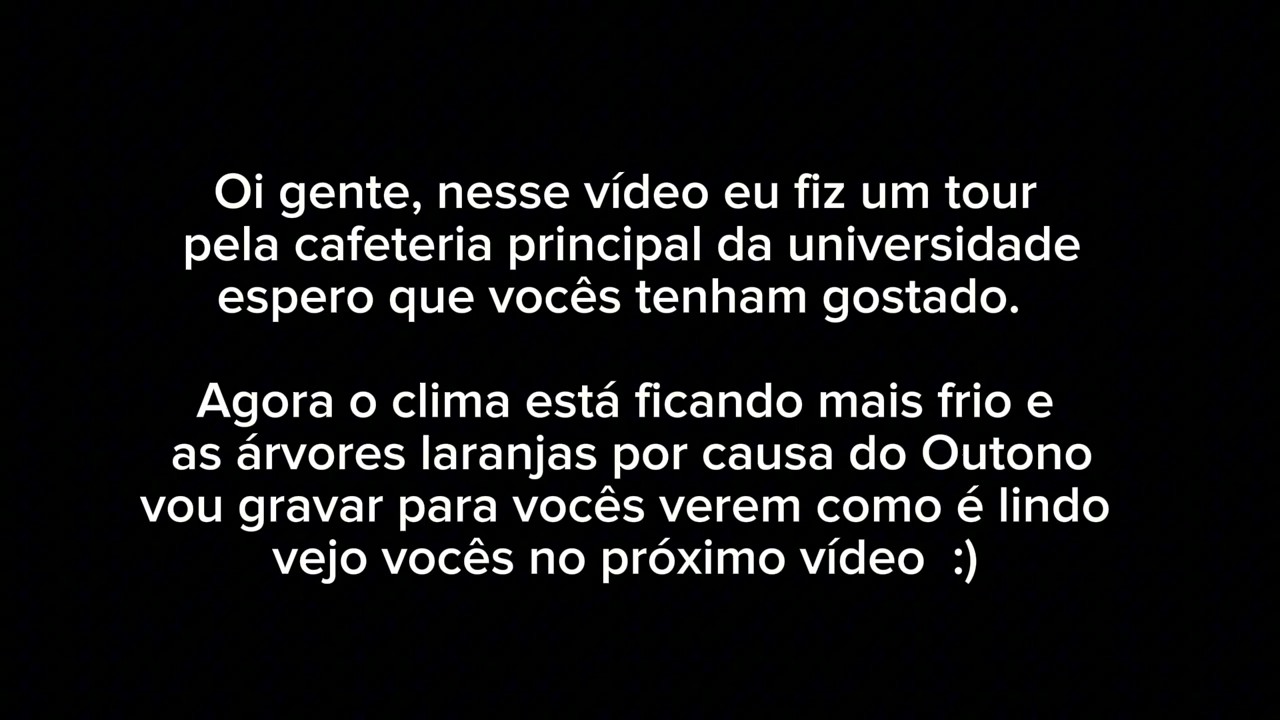 Oi gente, nesse vídeo eu fiz um tour
pela cafeteria principal da universidade
espero que vocês tenham gostado.
Agora o clima está ficando mais frio e
as árvores laranjas por causa do Outono
vou gravar para vocês verem como é lindo
vejo vocês no próximo vídeo :)